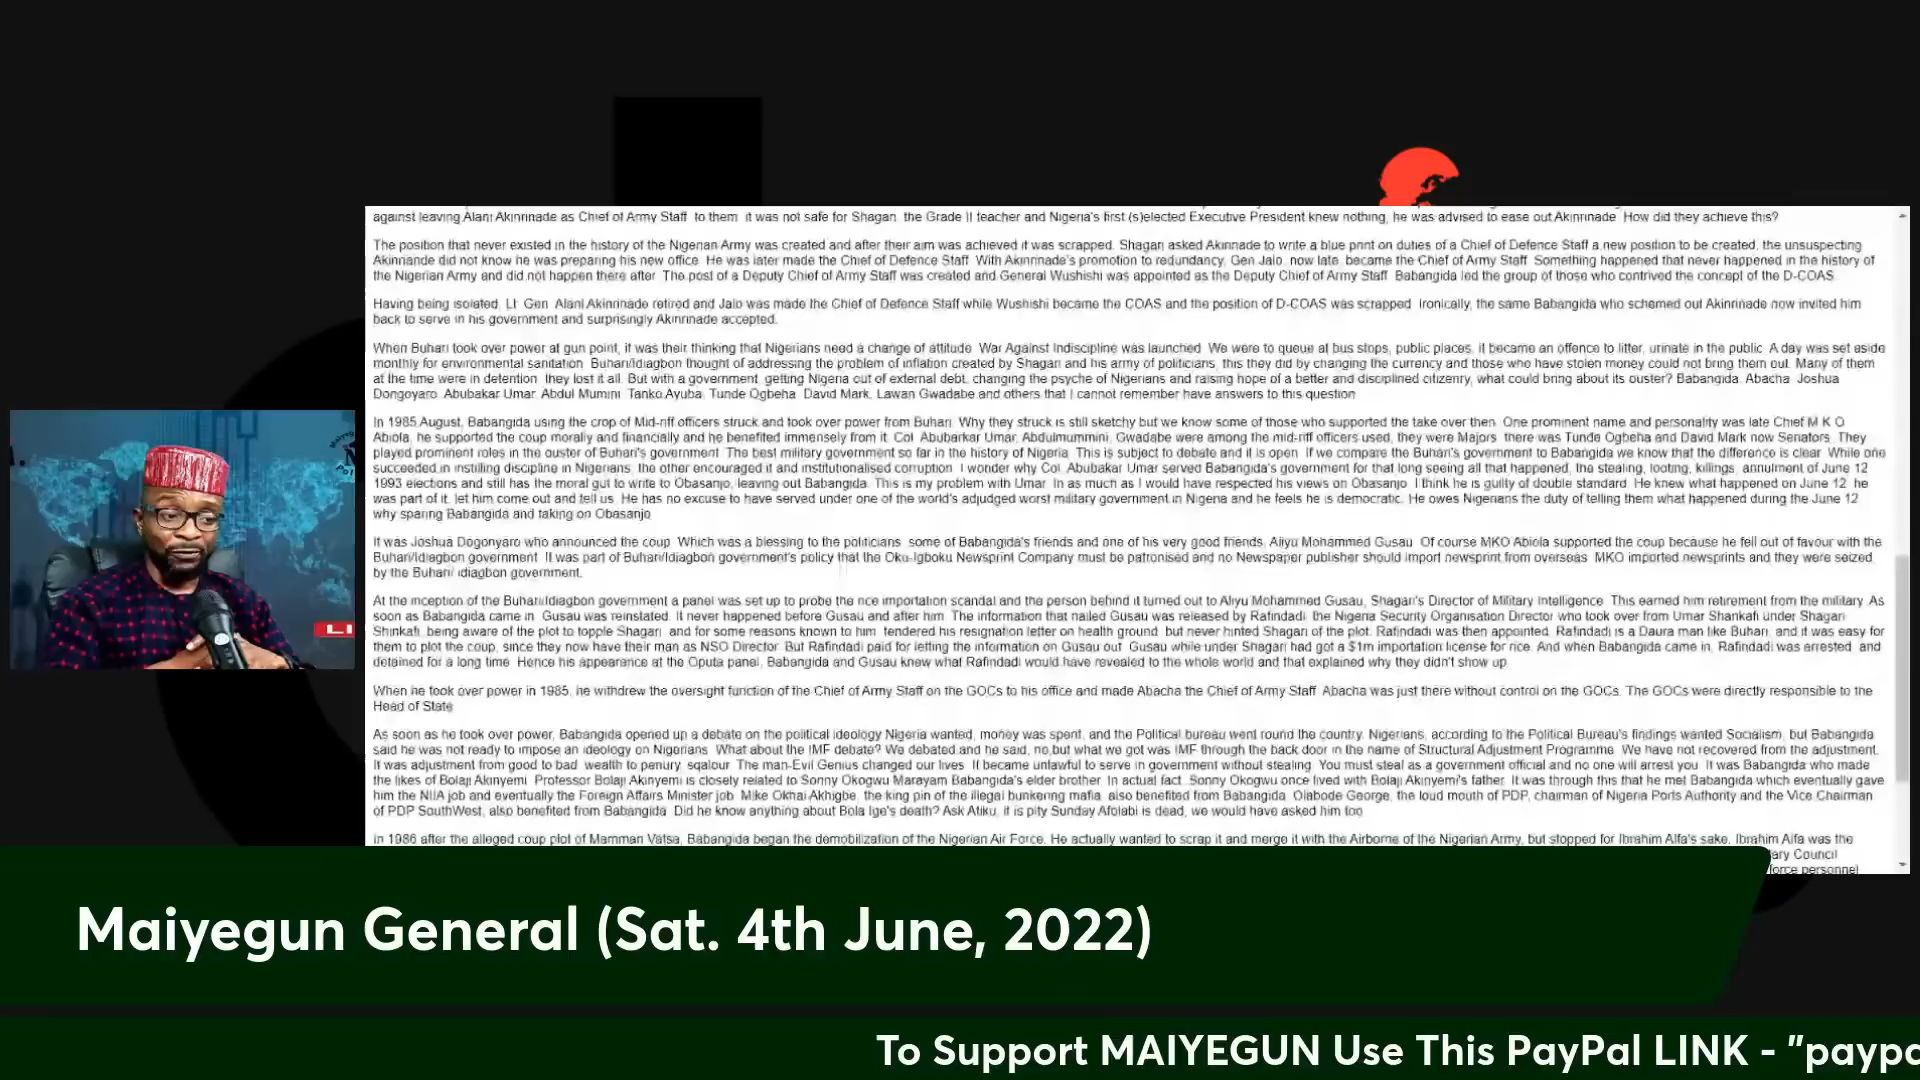 against leaving Alani Akinrinade as Chief of Army Staff to them it was not safe for Shagari the Grade II teacher and Nigeria's first (s)elected Executive President knew nothing, he was advised to ease out Akinrinade How did they achieve this?
The position that never existed in the history of the Nigerian Army was created and after their aim was achieved it was scrapped. Shagari asked Akinnade to write a blue print on duties of a Chief of Defence Staff a new position to be created, the unsuspecting
Akinnande did not know he was preparing his new office He was later made the Chief of Defence Staff With Akinrinade's promotion to redundancy, Gen Jalo, now late, became the Chief of Army Staff Something happened that never happened in the history of
the Nigerian Army and did not happen there after The post of a Deputy Chief of Army Staff was created and General Wushishi was appointed as the Deputy Chief of Army Staff Babangida led the group of those who contrived the concept of the D-COAS
Having being isolated, Lt Gen Alani Akinrinade retired and Jalo was made the Chief of Defence Staff while Wushishi became the COAS and the position of D-COAS was scrapped Ironically, the same Babangida who schemed out Akinrinade now invited him
back to serve in his government and surprisingly Akinrinade accepted.
When Buhari took over power at gun point, it was their thinking that Nigerians need a change of attitude War Against Indiscipline was launched We were to queue at bus stops, public places, it became an offence to litter, urinate in the public A day was set aside
monthly for environmental sanitation Buhari/Idiagbon thought of addressing the problem of inflation created by Shagari and his army of politicians, this they did by changing the currency and those who have stolen money could not bring them out. Many of them
at the time were in detention they lost it all. But with a government, getting Nigeria out of external debt, changing the psyche of Nigerians and raising hope of a better and disciplined citizenry, what could bring about its ouster? Babangida, Abacha Joshua
Dongoyaro Abubakar Umar Abdul Mumini Tanko Ayuba Tunde Ogbeha David Mark, Lawan Gwadabe and others that I cannot remember have answers to this question
In 1985 August, Babangida using the crop of Mid-riff officers struck and took over power from Buhari Why they struck is still sketchy but we know some of those who supported the take over then One prominent name and personality was late Chief M K O
Abiola, he supported the coup morally and financially and he benefited immensely from it Col Abubarkar Umar, Abdulmummini, Gwadabe were among the mid-riff officers used, they were Majors there was Tunde Ogbeha and David Mark now Senators. They
played prominent roles in the ouster of Buhari's government The best military government so far in the history of Nigeria This is subject to debate and it is open If we compare the Buhari's government to Babangida we know that the difference is clear While one
succeeded in instilling discipline in Nigerians, the other encouraged it and institutionalised corruption I wonder why Col Abubakar Umar served Babangida's government for that long seeing all that happened, the stealing, looting, killings, annulment of June 12
1993 elections and still has the moral gut to write to Obasanjo, leaving out Babangida. This is my problem with Umar In as much as I would have respected his views on Obasanjo I think he is guilty of double standard He knew what happened on June 12 he
was part of it, let him come out and tell us He has no excuse to have served under one of the world's adjudged worst military government in Nigeria and he feels he is democratic. He owes Nigerians the duty of telling them what happened during the June 12
why sparing Babangida and taking on Obasanjo
It was Joshua Dogonyaro who announced the coup Which was a blessing to the politicians some of Babangida's friends and one of his very good friends, Aliyu Mohammed Gusau Of course MKO Abiola supported the coup because he fell out of favour with the
Buhari/Idiagbon government It was part of Buhari/Idiagbon government's policy that the Oku-Igboku Newsprint Company must be patronised and no Newspaper publisher should import newsprint from overseas MKO imported newsprints and they were seized
by the Buhari/ idiagbon government.
At the inception of the Buhari/Idiagbon government a panel was set up to probe the rice importation scandal and the person behind it turned out to Aliyu Mohammed Gusau, Shagari's Director of Military Intelligence This earned him retirement from the military As
soon as Babangida came in Gusau was reinstated. It never happened before Gusau and after him The information that nailed Gusau was released by Rafindadi the Nigeria Security Organisation Director who took over from Umar Shankafi under Shagari
Shinkafi being aware of the plot to topple Shagari and for some reasons known to him tendered his resignation letter on health ground but never hinted Shagari of the plot. Rafindadi was then appointed. Rafindadi is a Daura man like Buhari, and it was easy for
them to plot the coup, since they now have their man as NSO Director But Rafindadi paid for letting the information on Gusau out Gusau while under Shagari had got a $1m importation license for rice. And when Babangida came in, Rafindadi was arrested and
detained for a long time Hence his appearance at the Oputa panel, Babangida and Gusau knew what Rafindadi would have revealed to the whole world and that explained why they didn't show up
When he took over power in 1985, he withdrew the oversight function of the Chief of Army Staff on the GOCs to his office and made Abacha the Chief of Army Staff Abacha was just there without control on the GOCs. The GOCs were directly responsible to the
Head of State
As soon as he took over power, Babangida opened up a debate on the political ideology Nigeria wanted, money was spent, and the Political bureau went round the country. Nigerians, according to the Political Bureau's findings wanted Socialism, but Babangida
said he was not ready to impose an ideology on Nigerians What about the IMF debate? We debated and he said, no but what we got was IMF through the back door in the name of Structural Adjustment Programme We have not recovered from the adjustment.
It was adjustment from good to bad wealth to penury, squalour The man-Evil Genius changed our lives It became unlawful to serve in government without stealing You must steal as a government official and no one will arrest you It was Babangida who made
the likes of Bolaji Akinyemi Professor Bolaji Akinyemi is closely related to Sonny Okogwu Marayam Babangida's elder brother In actual fact Sonny Okogwu once lived with Bolaji Akinyemi's father It was through this that he met Babangida which eventually gave
him the NIIA job and eventually the Foreign Affairs Minister job Mike Okhai Akhigbe, the king pin of the illegal bunkering mafia also benefited from Babangida Olabode George, the loud mouth of PDP, chairman of Nigeria Ports Authority and the Vice Chairman
of PDP SouthWest, also benefited from Babangida Did he know anything about Bola Ige's death? Ask Atiku, it is pity Sunday Afolabi is dead, we would have asked him too
In 1986 after the alleged coup plot of Mamman Vatsa, Babangida began the demobilization of the Nigerian Air Force. He actually wanted to scrap it and merge it with the Airborne of the Nigerian Army, but stopped for Ibrahim Alfa's sake. Ibrahim Alfa was the
ary Council
force personnel
LI
Maiyegun General (Sat. 4th June, 2022)
To Support MAIYEGUN Use This PayPal LINK - "paypa